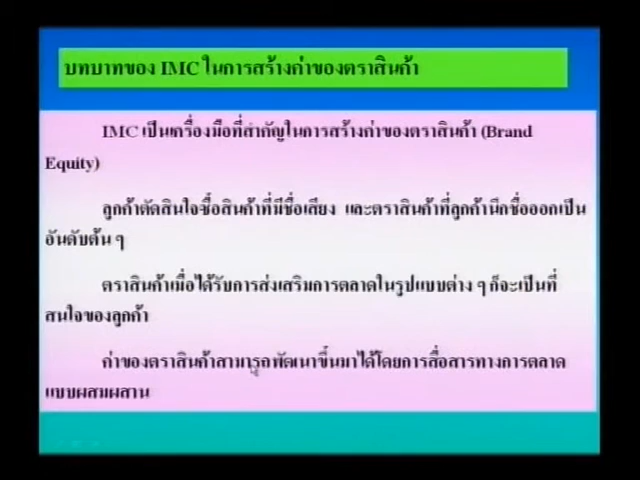 บทบาทของ IMC ในการสร้างค่าของตราสินค้า
IMC เป็นเครื่องมือที่สำคัญในการสร้างค่าของตราสินค้า (Brand
Equity)
ลูกค้าตัดสินใจซื้อสินค้าที่มีชื่อเสียง และตราสินค้าที่ลูกค้านึกชื่อออกเป็น
อันดับต้น ๆ
ตราสินค้าเมื่อได้รับการส่งเสริมการตลาดในรูปแบบต่าง ๆ ก็จะเป็นที่
สนใจของลูกค้า
ค่าของตราสินค้าสามารถพัฒนาขึ้นมาได้โดยการสื่อสารทางการตลาด
แบบผสมผสาน